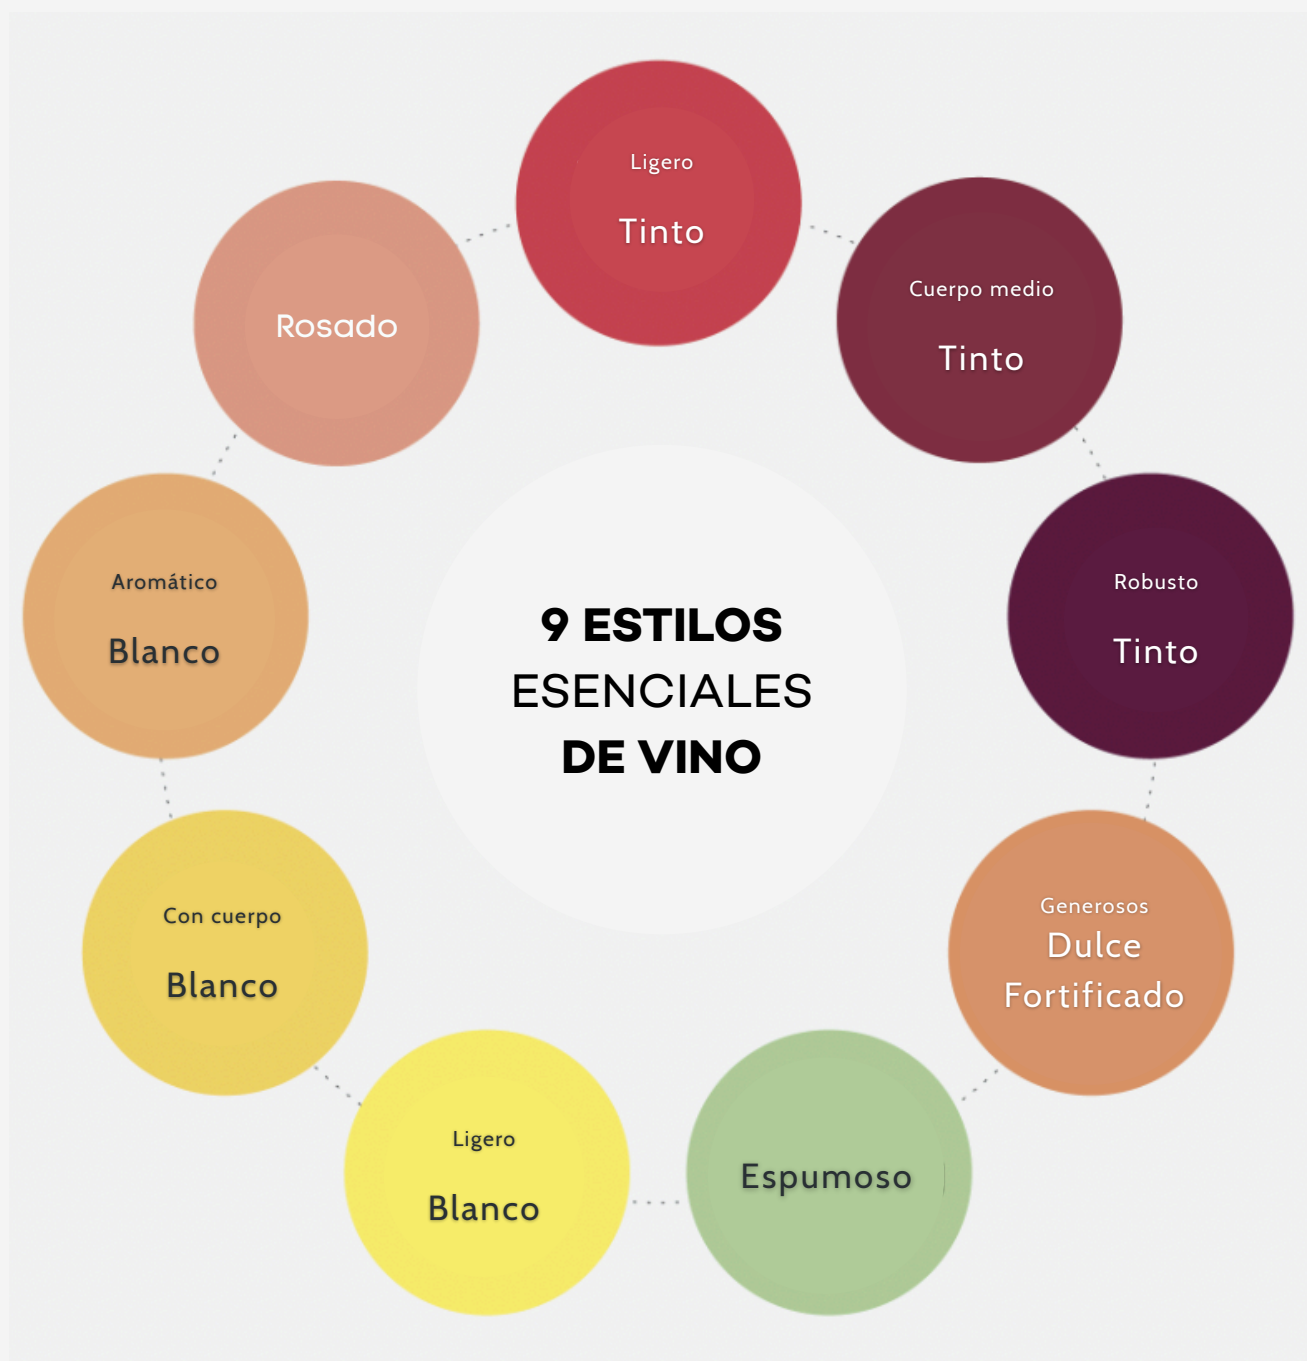 Ligero
Tinto
Cuerpo medio
Tinto
Rosado
Robusto
Tinto
Aromático
Blanco
9 ESTILOS
ESENCIALES
DE VINO
Generosos
Dulce
Fortificado
Con cuerpo
Blanco
Espumoso
Ligero
Blanco